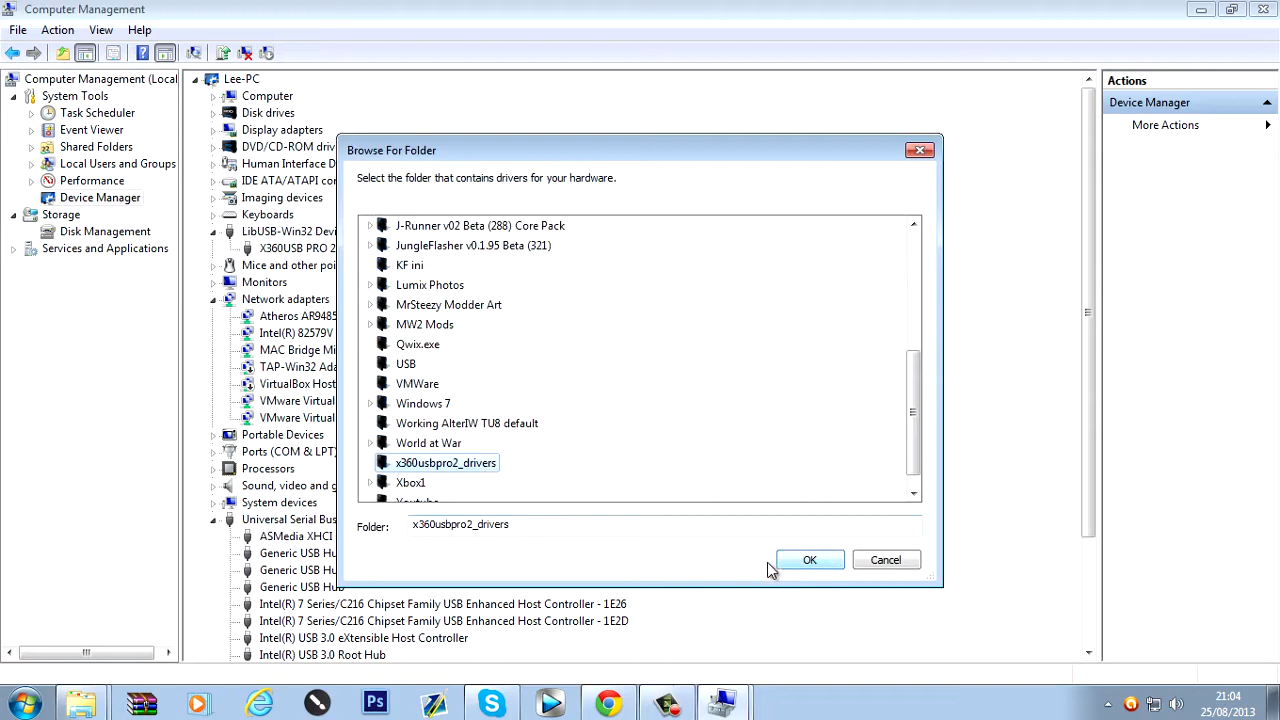 Computer Management
File Action View Help
Computer Management (Local
System Tools
Task Scheduler
Event Viewer
Shared Folders
Local Users and Groups
Performance
Device Manager
Storage
Disk Management
Services and Applications
Lee-PC
Computer
Disk drives
Display adapters
DVD/CD-ROM driv
Human Interface D
IDE ATA/ATAPI cor
Imaging devices
Keyboards
LibUSB-Win32 Devi
X360USB PRO 2
Mice and other poi
Monitors
Network adapters
Atheros AR9485
Intel(R) 82579V
MAC Bridge Mi
TAP-Win32 Ada
VirtualBox Host
VMware Virtual
VMware Virtual
Portable Devices
Ports (COM & LPT)
Processors
Sound, video and g
System devices
Universal Serial Bus
ASMedia XHCI
Generic USB Hu
Generic USB Hu
Generic USB Hub
Intel(R) 7 Series/C216 Chipset Family USB Enhanced Host Controller - 1E26
Intel(R) 7 Series/C216 Chipset Family USB Enhanced Host Controller - 1E2D
Intel(R) USB 3.0 eXtensible Host Controller
Intel(R) USB 3.0 Root Hub
Browse For Folder
Select the folder that contains drivers for your hardware.
J-Runner v02 Beta (288) Core Pack
JungleFlasher v0.1.95 Beta (321)
KF ini
Lumix Photos
MrSteezy Modder Art
MW2 Mods
Qwix.exe
USB
VMWare
Windows 7
Working AlterIW TU8 default
World at War
x360usbpro2_drivers
Xbox1
Youtube
Folder: x360usbpro2_drivers
OK Cancel
Actions
Device Manager
More Actions
Ps
21:04
25/08/2013